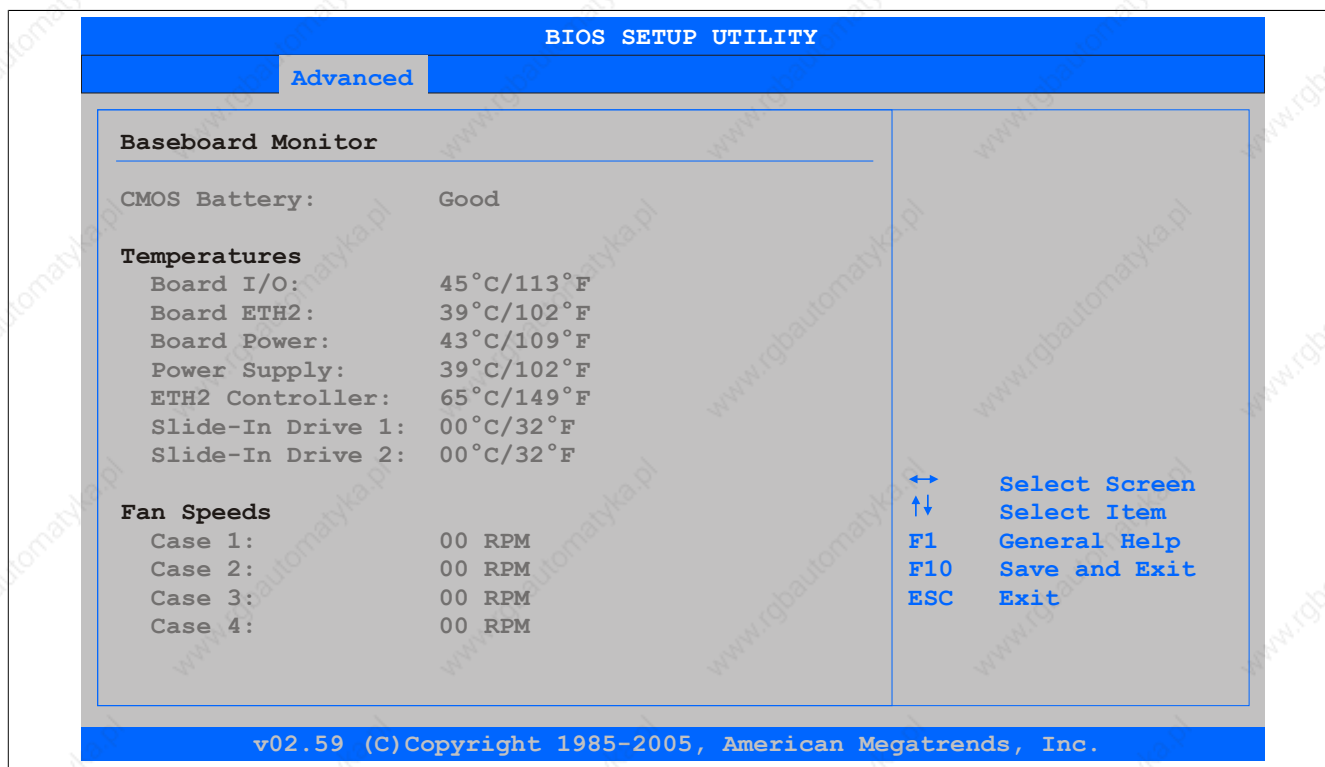 BIOS SETUP UTILITY
Advanced
Baseboard Monitor
CMOS Battery: Good
Temperatures
Board I/O: 45°C/113°F
Board ETH2: 39°C/102°F
Board Power: 43°C/109°F
Power Supply: 39°C/102°F
ETH2 Controller: 65°C/149°F
Slide-In Drive 1: 00°C/32°F
Slide-In Drive 2: 00°C/32°F
Fan Speeds
Case 1: 00 RPM
Case 2: 00 RPM
Case 3: 00 RPM
Case 4: 00 RPM
↔ Select Screen
↑↓ Select Item
F1 General Help
F10 Save and Exit
ESC Exit
v02.59 (C)Copyright 1985-2005, American Megatrends, Inc.
www.rgbautomatyka.pl